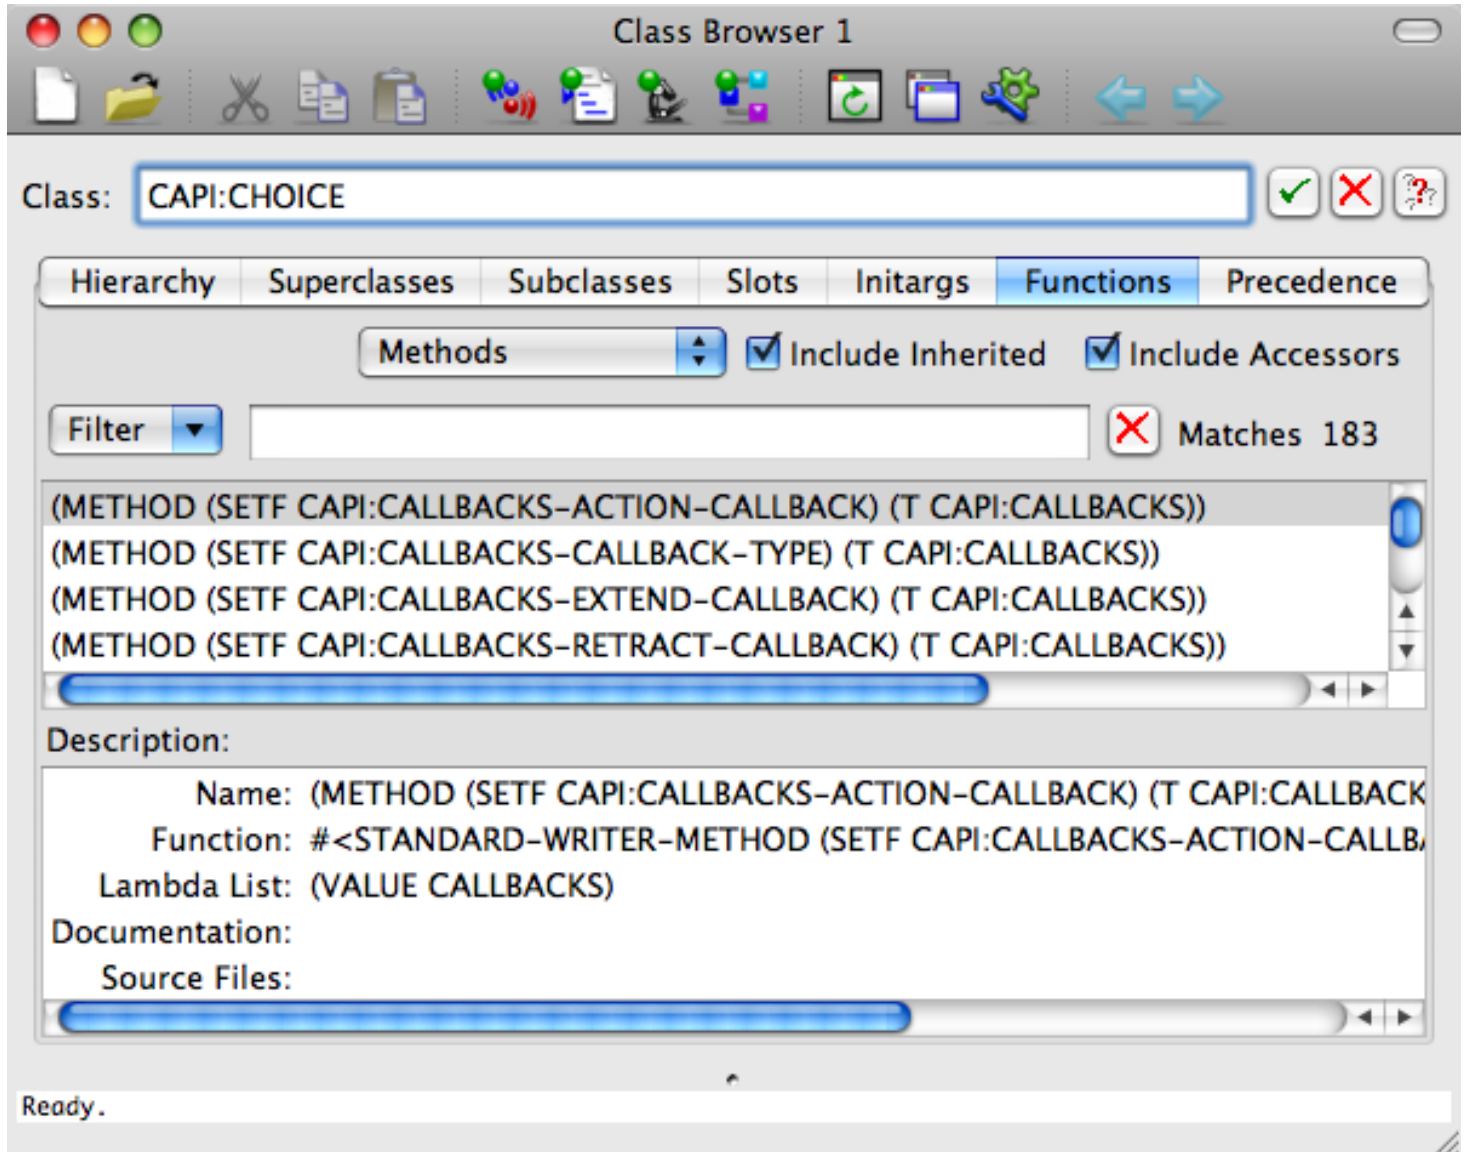 Class Browser 1
Class: CAPI:CHOICE
Hierarchy Superclasses Subclasses Slots Initargs Functions Precedence
Methods Include Inherited Include Accessors
Filter Matches 183
(METHOD (SETF CAPI:CALLBACKS-ACTION-CALLBACK) (T CAPI:CALLBACKS))
(METHOD (SETF CAPI:CALLBACKS-CALLBACK-TYPE) (T CAPI:CALLBACKS))
(METHOD (SETF CAPI:CALLBACKS-EXTEND-CALLBACK) (T CAPI:CALLBACKS))
(METHOD (SETF CAPI:CALLBACKS-RETRACT-CALLBACK) (T CAPI:CALLBACKS))
Description:
Name: (METHOD (SETF CAPI:CALLBACKS-ACTION-CALLBACK) (T CAPI:CALLBACK
Function: #<STANDARD-WRITER-METHOD (SETF CAPI:CALLBACKS-ACTION-CALLB
Lambda List: (VALUE CALLBACKS)
Documentation:
Source Files:
Ready.